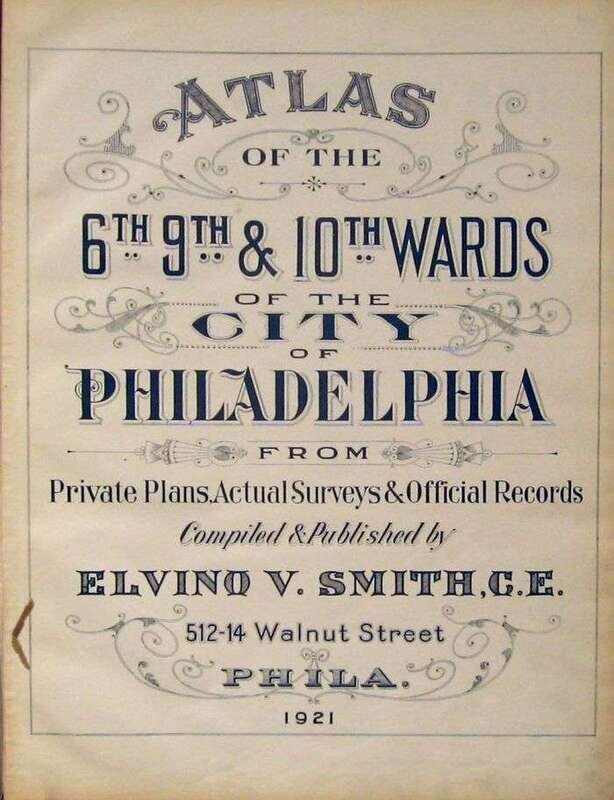 ATLAS
OF THE
6TH 9TH & 10TH WARDS
OF THE
CITY
OF
PHILADELPHIA
FROM
Private Plans, Actual Surveys & Official Records
Compiled & Published by
ELVINO V. SMITH, C.E.
512-14 Walnut Street
PHILA.
1921